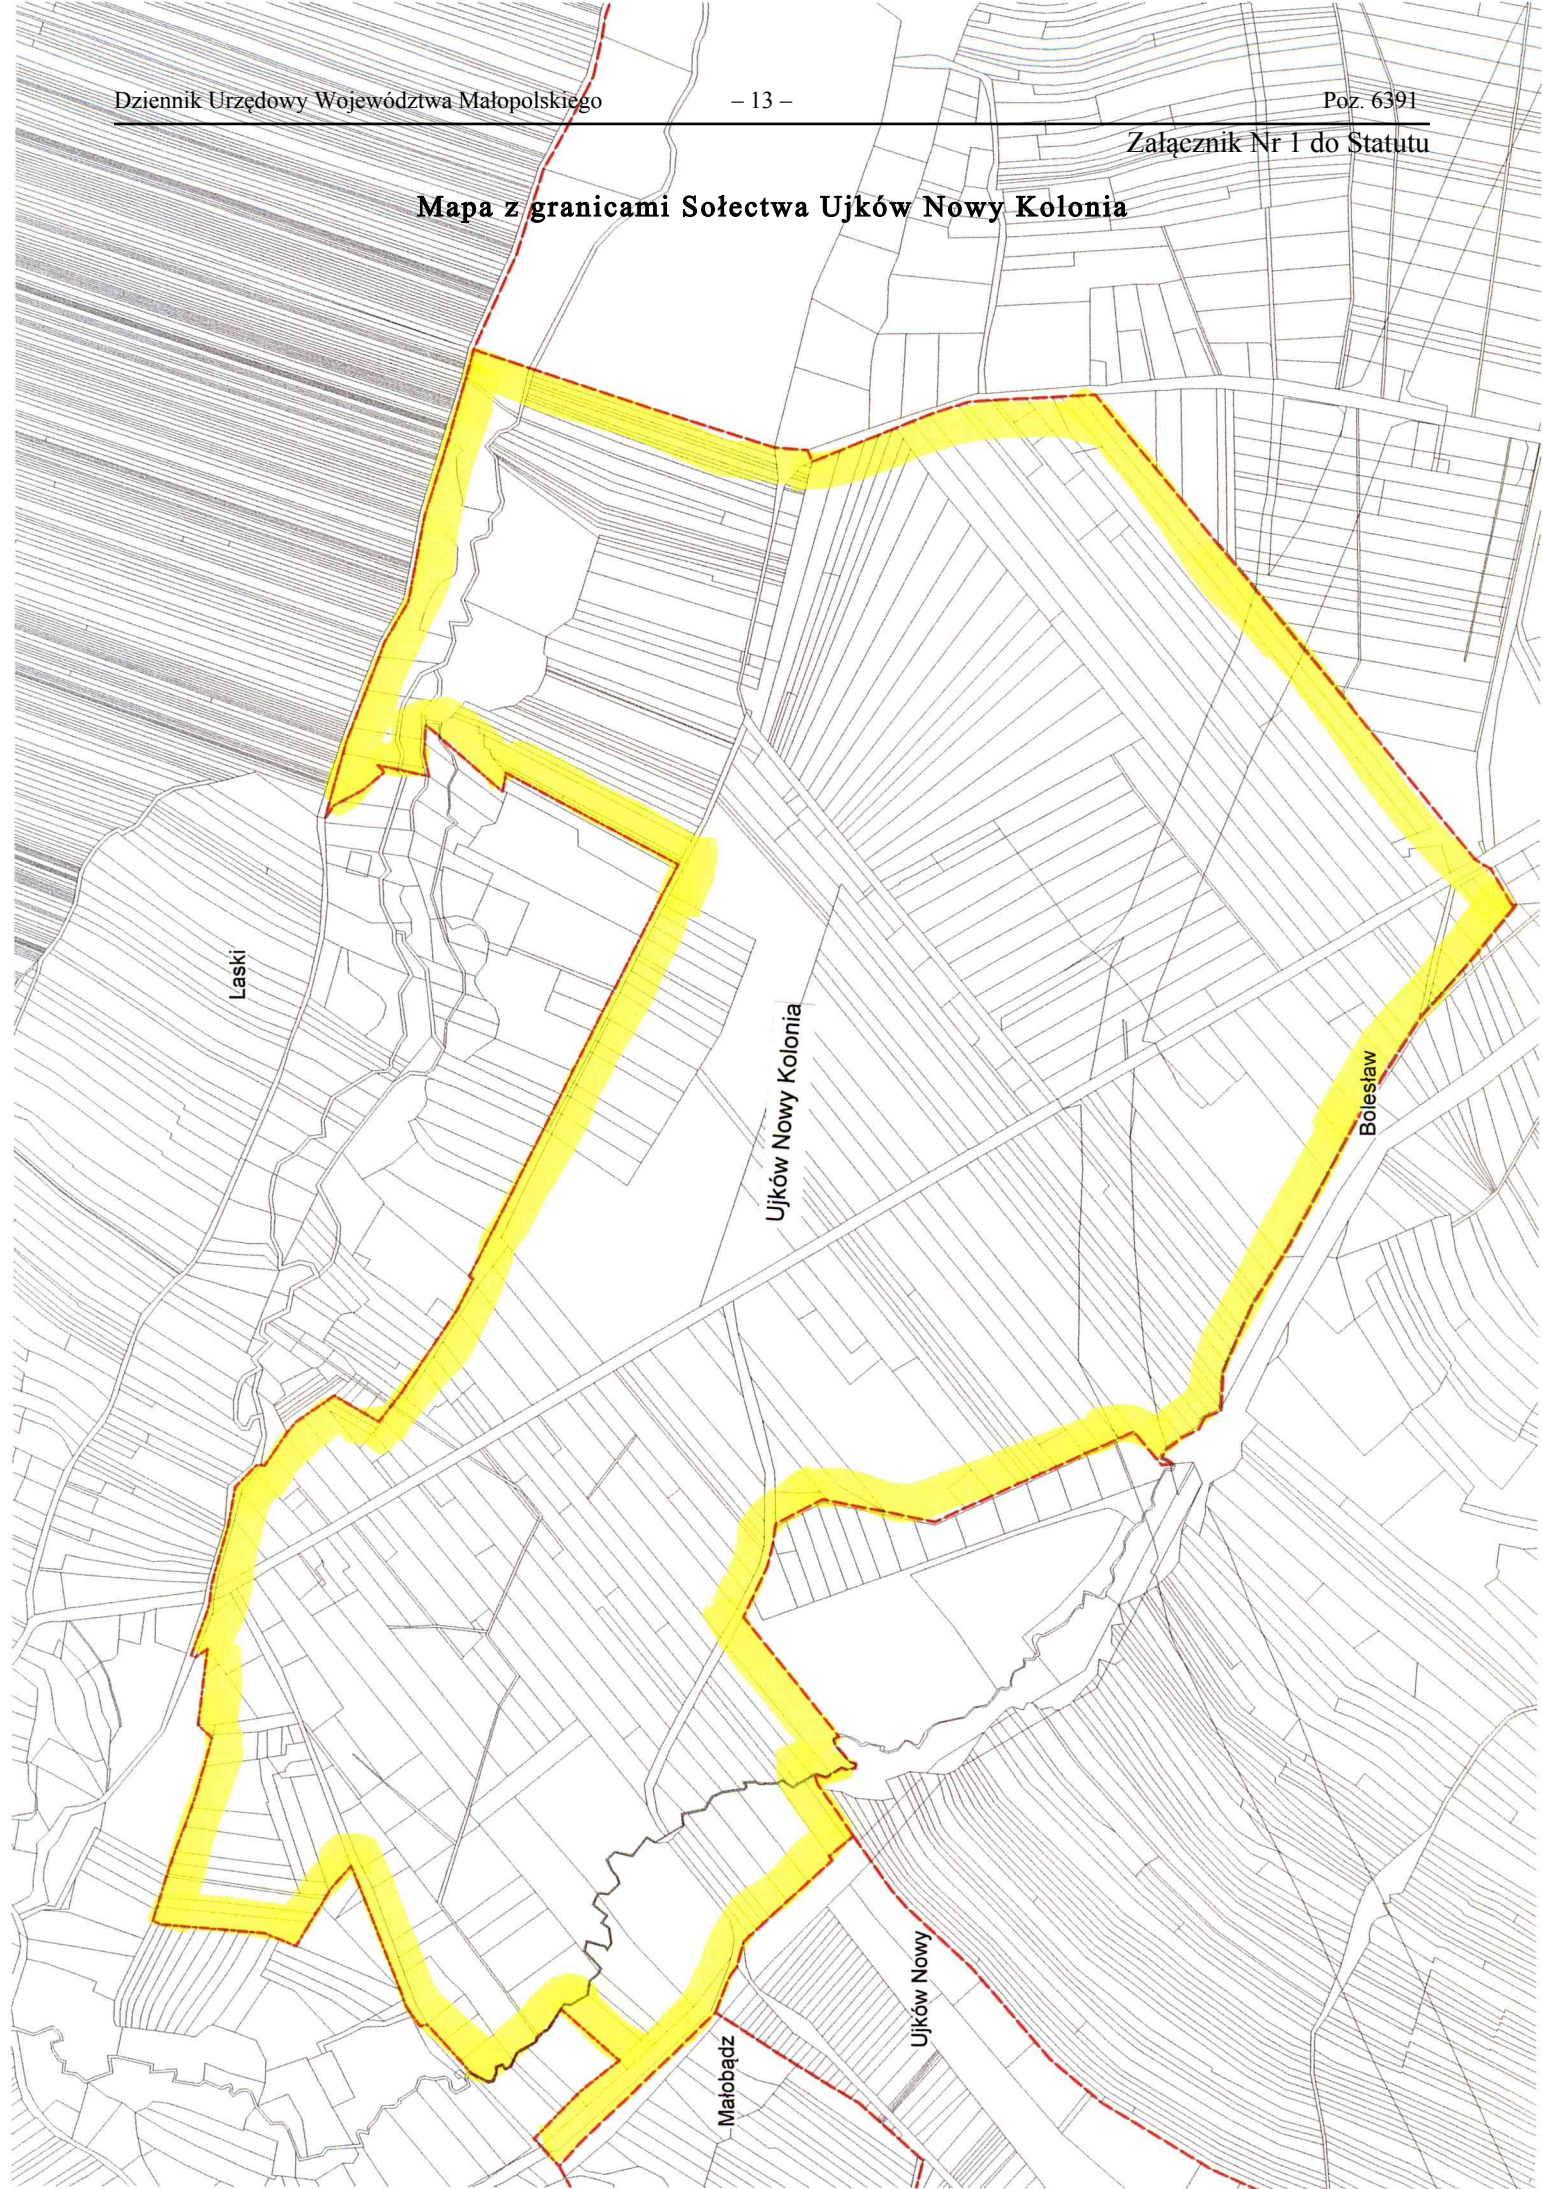 Dziennik Urzędowy Województwa Małopolskiego – 13 – Poz. 6391
Załącznik Nr 1 do Statutu
Mapa z granicami Sołectwa Ujków Nowy Kolonia
Laski
Ujków Nowy Kolonia
Bolesław
Ujków Nowy
Małobądz